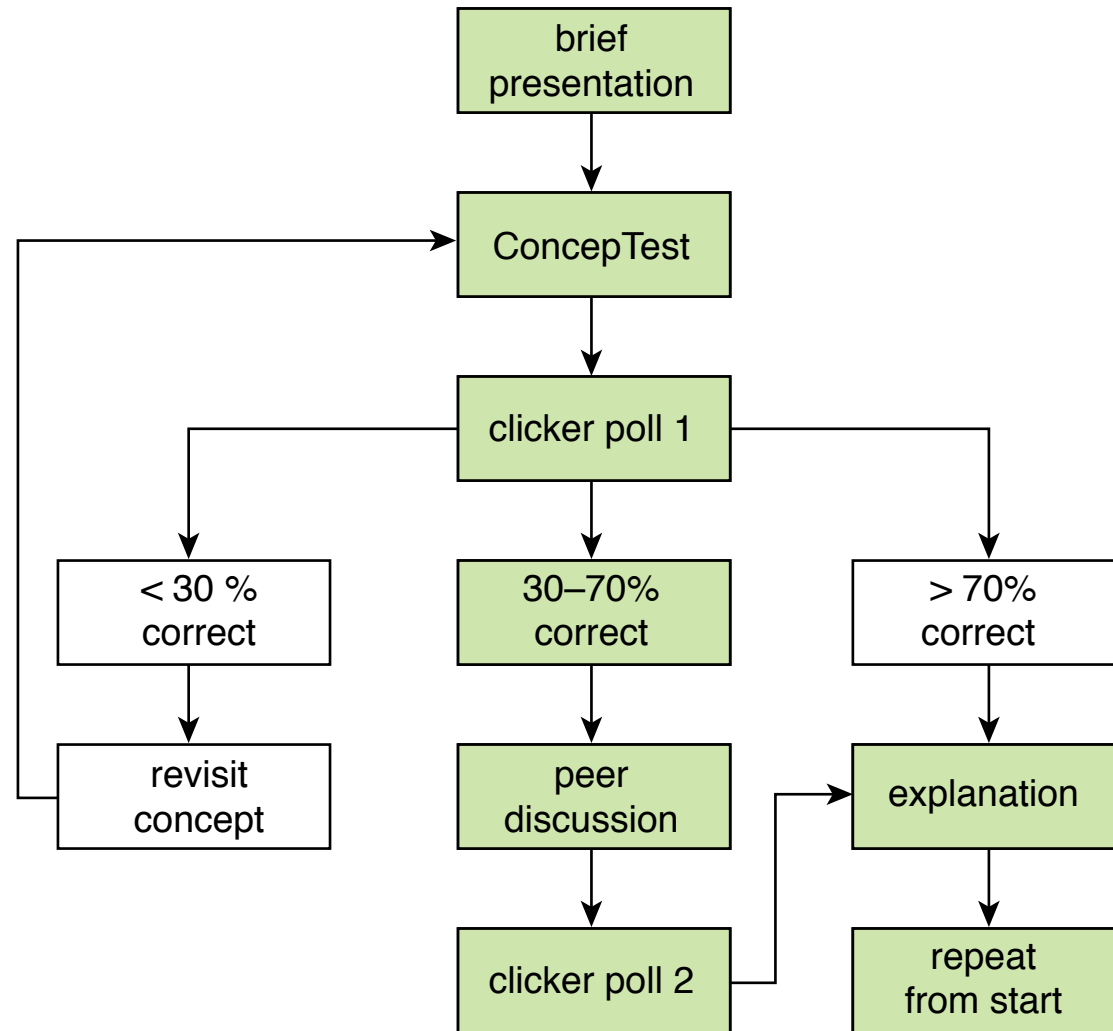 brief
presentation
ConcepTest
clicker poll 1
< 30 %
correct
30–70%
correct
> 70%
correct
revisit
concept
peer
discussion
explanation
clicker poll 2
repeat
from start